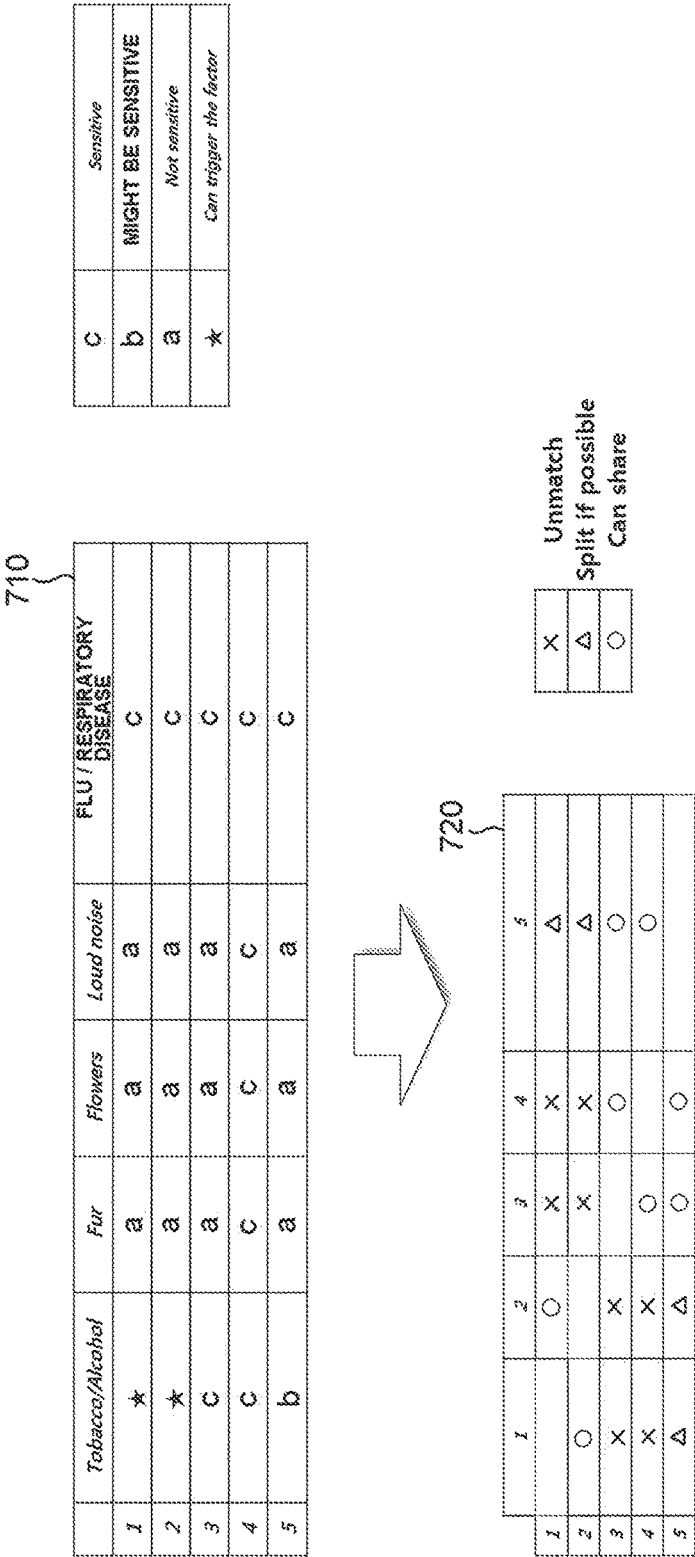 710
Tobacco/Alcohol Fur Flowers Loud noise FLU / RESPIRATORY
DISEASE
1 ★ a a a c
2 ★ a a a c
3 c a a a c
4 c c c c c
5 b a a a c
c Sensitive
b MIGHT BE SENSITIVE
a Not sensitive
★ Can trigger the factor
720
1 2 3 4 5
1 ○ × × △
2 ○ × × △
3 × × ○ ○
4 × × ○ ○
5 △ △ ○ ○
× Unmatch
△ Split if possible
○ Can share